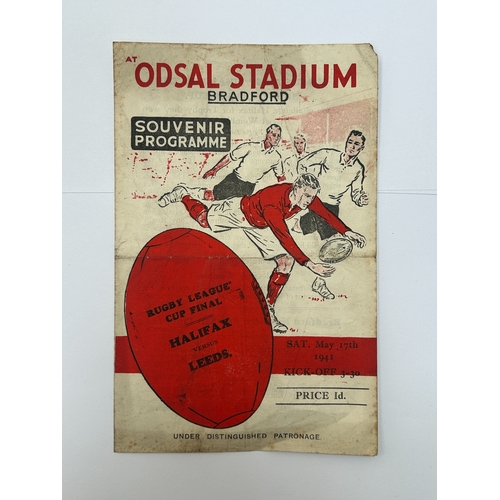 AT
ODSAL STADIUM
BRADFORD
SOUVENIR
PROGRAMME
RUGBY LEAGUE
CUP FINAL
HALIFAX
VERSUS
LEEDS.
SAT. May 17th
1941
KICK-OFF 3-30
PRICE 1d.
UNDER DISTINGUISHED PATRONAGE.